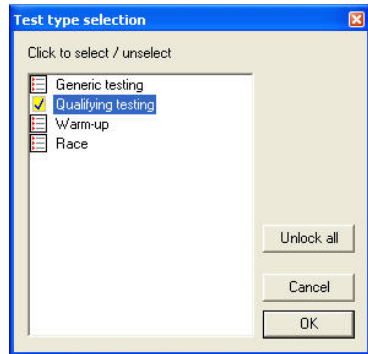 Test type selection
Click to select / unselect
Generic testing
Qualifying testing
Warm-up
Race
Unlock all
Cancel
OK